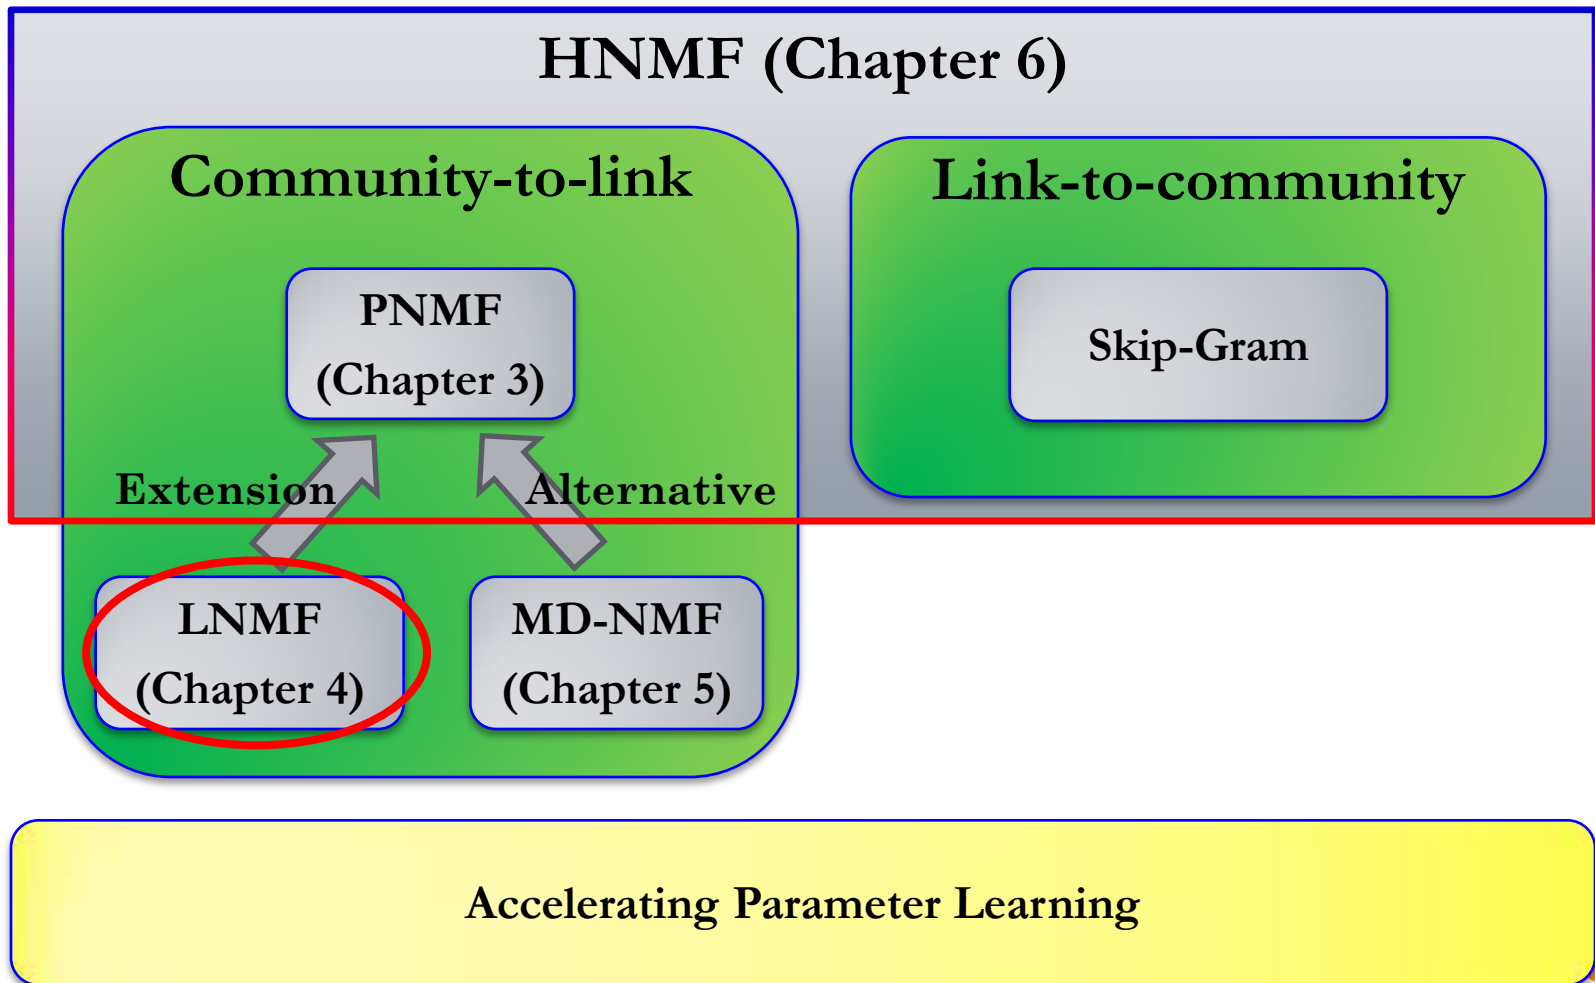 HNMF (Chapter 6)
Community-to-link
PNMF
(Chapter 3)
Extension
Alternative
LNMF
(Chapter 4)
MD-NMF
(Chapter 5)
Link-to-community
Skip-Gram
Accelerating Parameter Learning